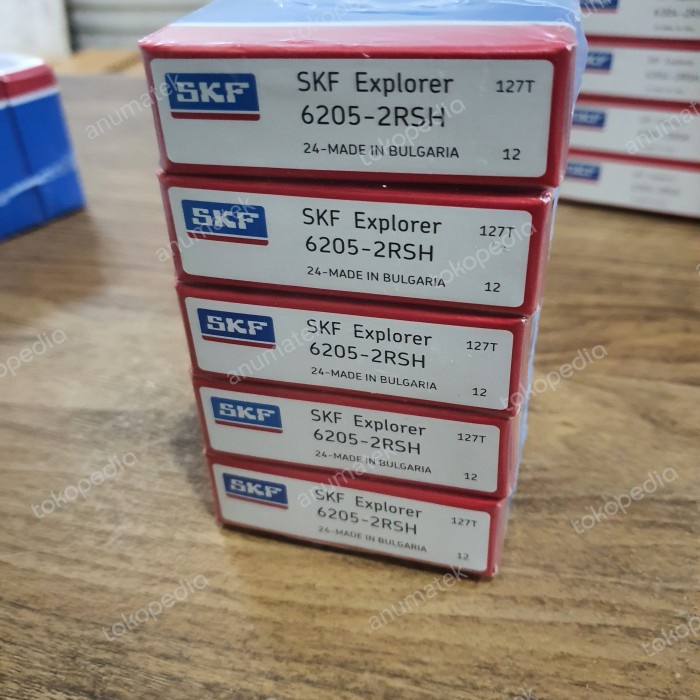 SKF
SKF Explorer
127T
6205-2RSH
24-MADE IN BULGARIA
12
SKF
SKF Explorer
127T
6205-2RSH
24-MADE IN BULGARIA
12
SKF
SKF Explorer
127T
6205-2RSH
24-MADE IN BULGARIA
12
SKF
SKF Explorer
127T
6205-2RSH
24-MADE IN BULGARIA
12
SKF
SKF Explorer
127T
6205-2RSH
24-MADE IN BULGARIA
12
anumatek
tokopedia